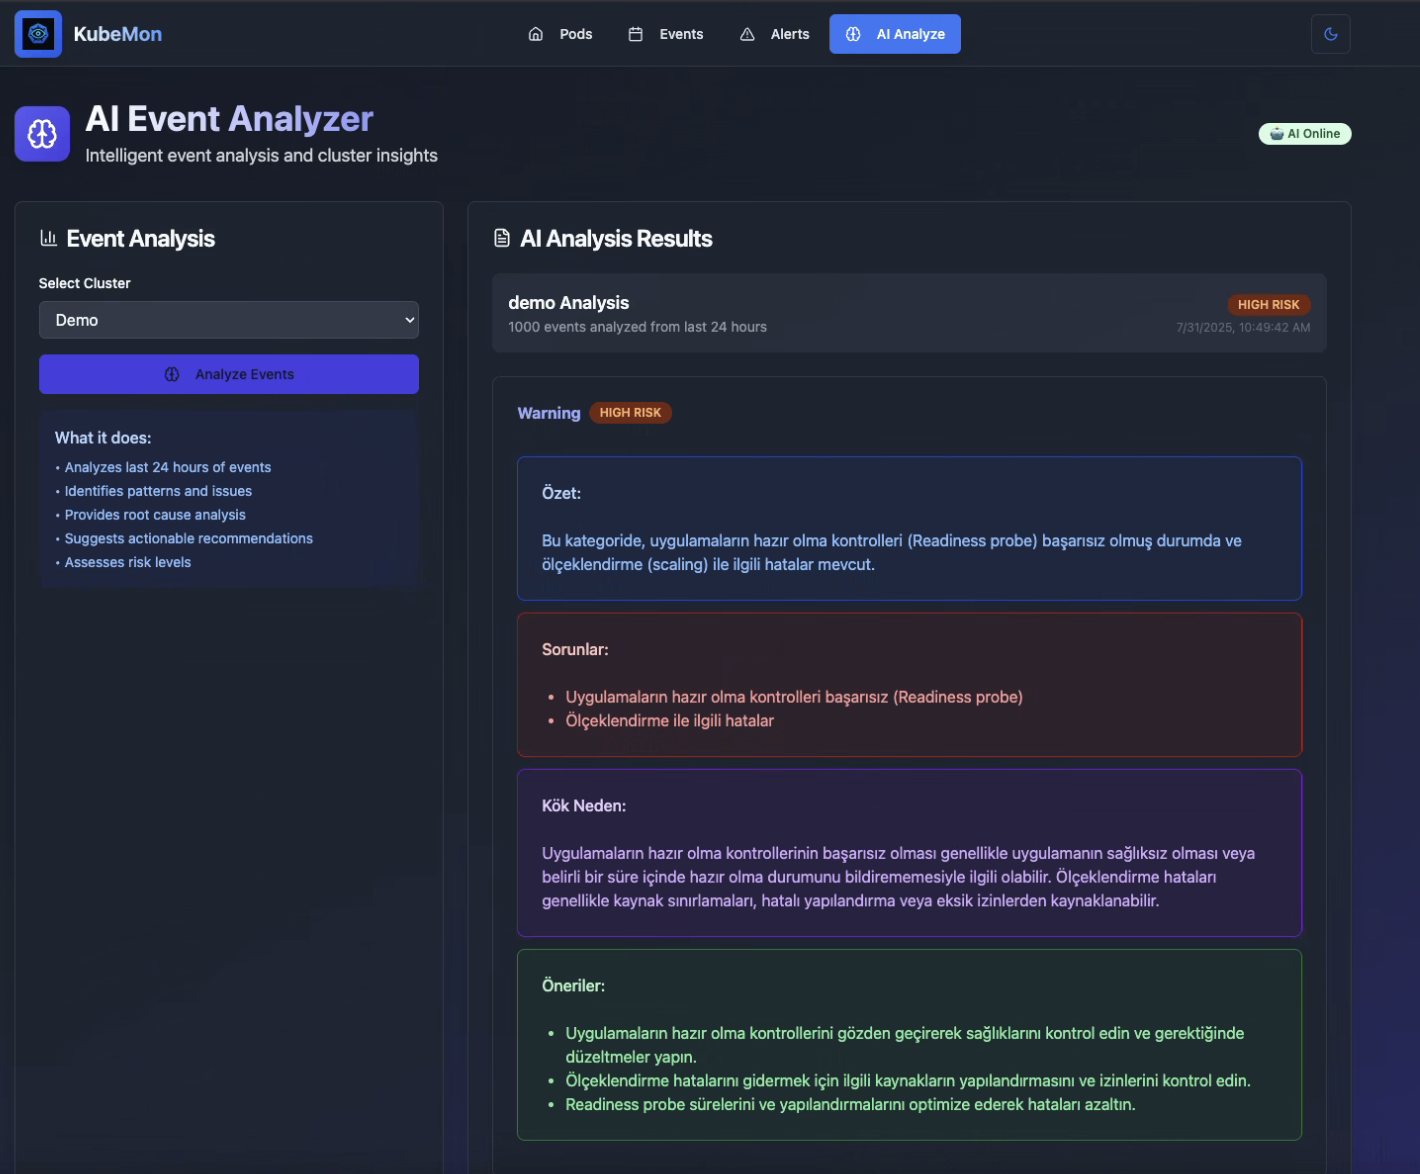 KubeMon
Pods
Events
Alerts
AI Analyze
AI Event Analyzer
Intelligent event analysis and cluster insights
AI Online
Event Analysis
Select Cluster
Demo
Analyze Events
What it does:
• Analyzes last 24 hours of events
• Identifies patterns and issues
• Provides root cause analysis
• Suggests actionable recommendations
• Assesses risk levels
AI Analysis Results
demo Analysis
HIGH RISK
1000 events analyzed from last 24 hours
7/31/2025, 10:49:42 AM
Warning HIGH RISK
Özet:
Bu kategoride, uygulamaların hazır olma kontrolleri (Readiness probe) başarısız olmuş durumda ve
ölçeklendirme (scaling) ile ilgili hatalar mevcut.
Sorunlar:
• Uygulamaların hazır olma kontrolleri başarısız (Readiness probe)
• Ölçeklendirme ile ilgili hatalar
Kök Neden:
Uygulamaların hazır olma kontrollerinin başarısız olması genellikle uygulamanın sağlıksız olması veya
belirli bir süre içinde hazır olma durumunu bildirememesiyle ilgili olabilir. Ölçeklendirme hataları
genellikle kaynak sınırlamaları, hatalı yapılandırma veya eksik izinlerden kaynaklanabilir.
Öneriler:
• Uygulamaların hazır olma kontrollerini gözden geçirerek sağlıklarını kontrol edin ve gerektiğinde
düzeltmeler yapın.
• Ölçeklendirme hatalarını gidermek için ilgili kaynakların yapılandırmasını ve izinlerini kontrol edin.
• Readiness probe sürelerini ve yapılandırmalarını optimize ederek hataları azaltın.